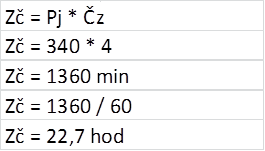 Zč = Pj * Čz
Zč = 340 * 4
Zč = 1360 min
Zč = 1360 / 60
Zč = 22,7 hod